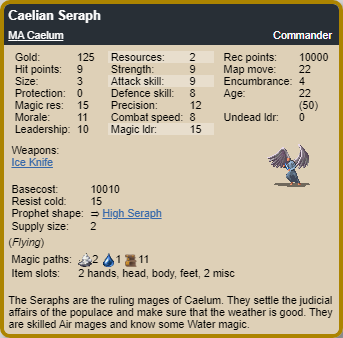 Caelian Seraph
MA Caelum Commander
Gold: 125 Resources: 2 Rec points: 10000
Hit points: 9 Strength: 9 Map move: 22
Size: 3 Attack skill: 9 Encumbrance: 4
Protection: 0 Defence skill: 8 Age: 22
Magic res: 15 Precision: 12 (50)
Morale: 11 Combat speed: 8 Undead ldr: 0
Leadership: 10 Magic ldr: 15
Weapons:
Ice Knife
Basecost: 10010
Resist cold: 15
Prophet shape: ⇒ High Seraph
Supply size: 2
(Flying)
Magic paths: 2 1 11
Item slots: 2 hands, head, body, feet, 2 misc
The Seraphs are the ruling mages of Caelum. They settle the judicial
affairs of the populace and make sure that the weather is good. They
are skilled Air mages and know some Water magic.